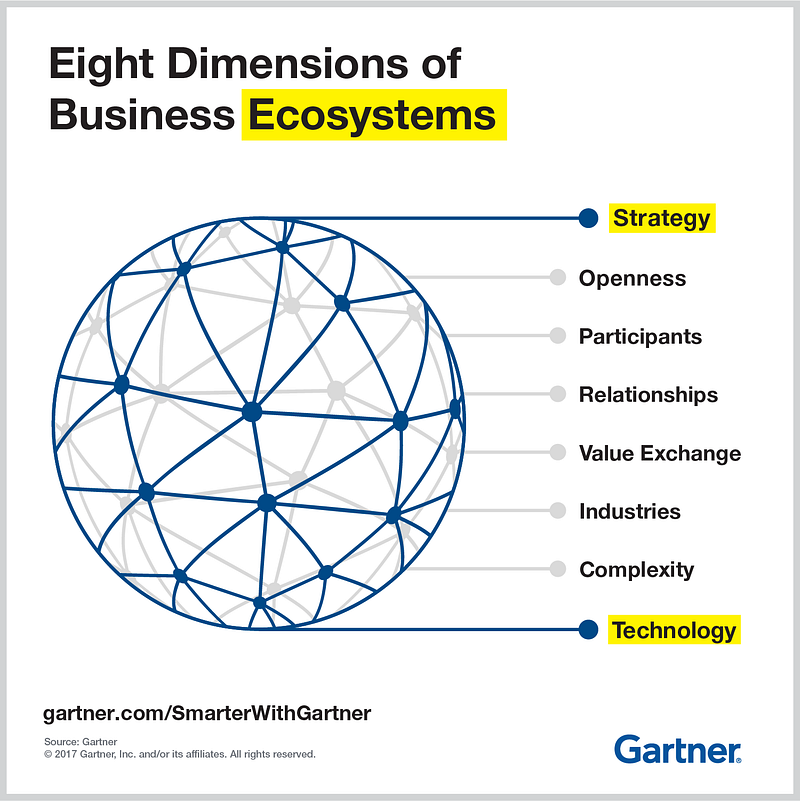 Eight Dimensions of
Business Ecosystems
Strategy
Openness
Participants
Relationships
Value Exchange
Industries
Complexity
Technology
gartner.com/SmarterWithGartner
Source: Gartner
© 2017 Gartner, Inc. and/or its affiliates. All rights reserved.
Gartner®